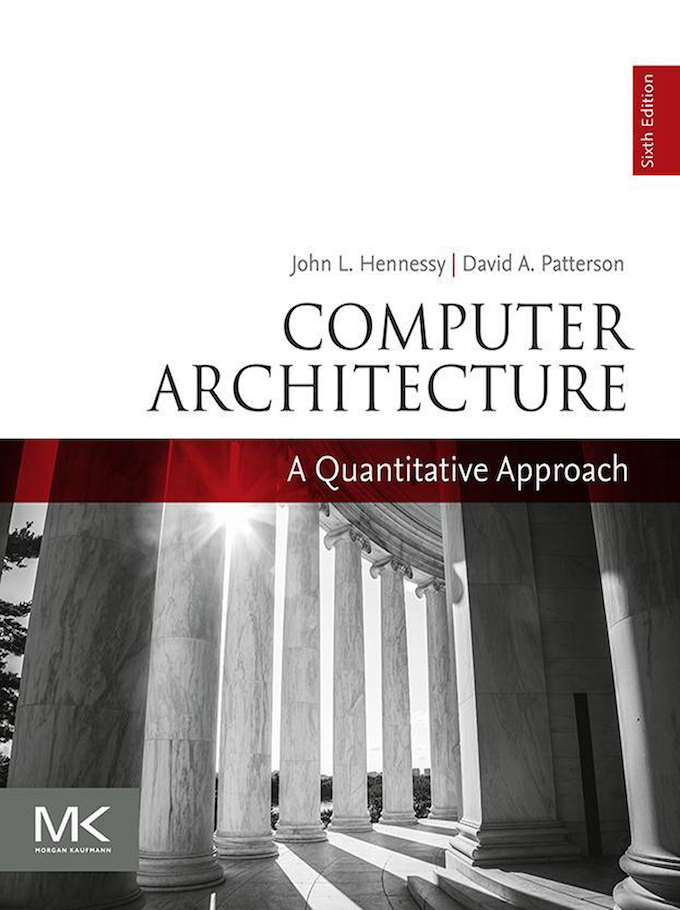 Sixth Edition
John L. Hennessy | David A. Patterson
COMPUTER
ARCHITECTURE
A Quantitative Approach
MK
MORGAN KAUFMANN